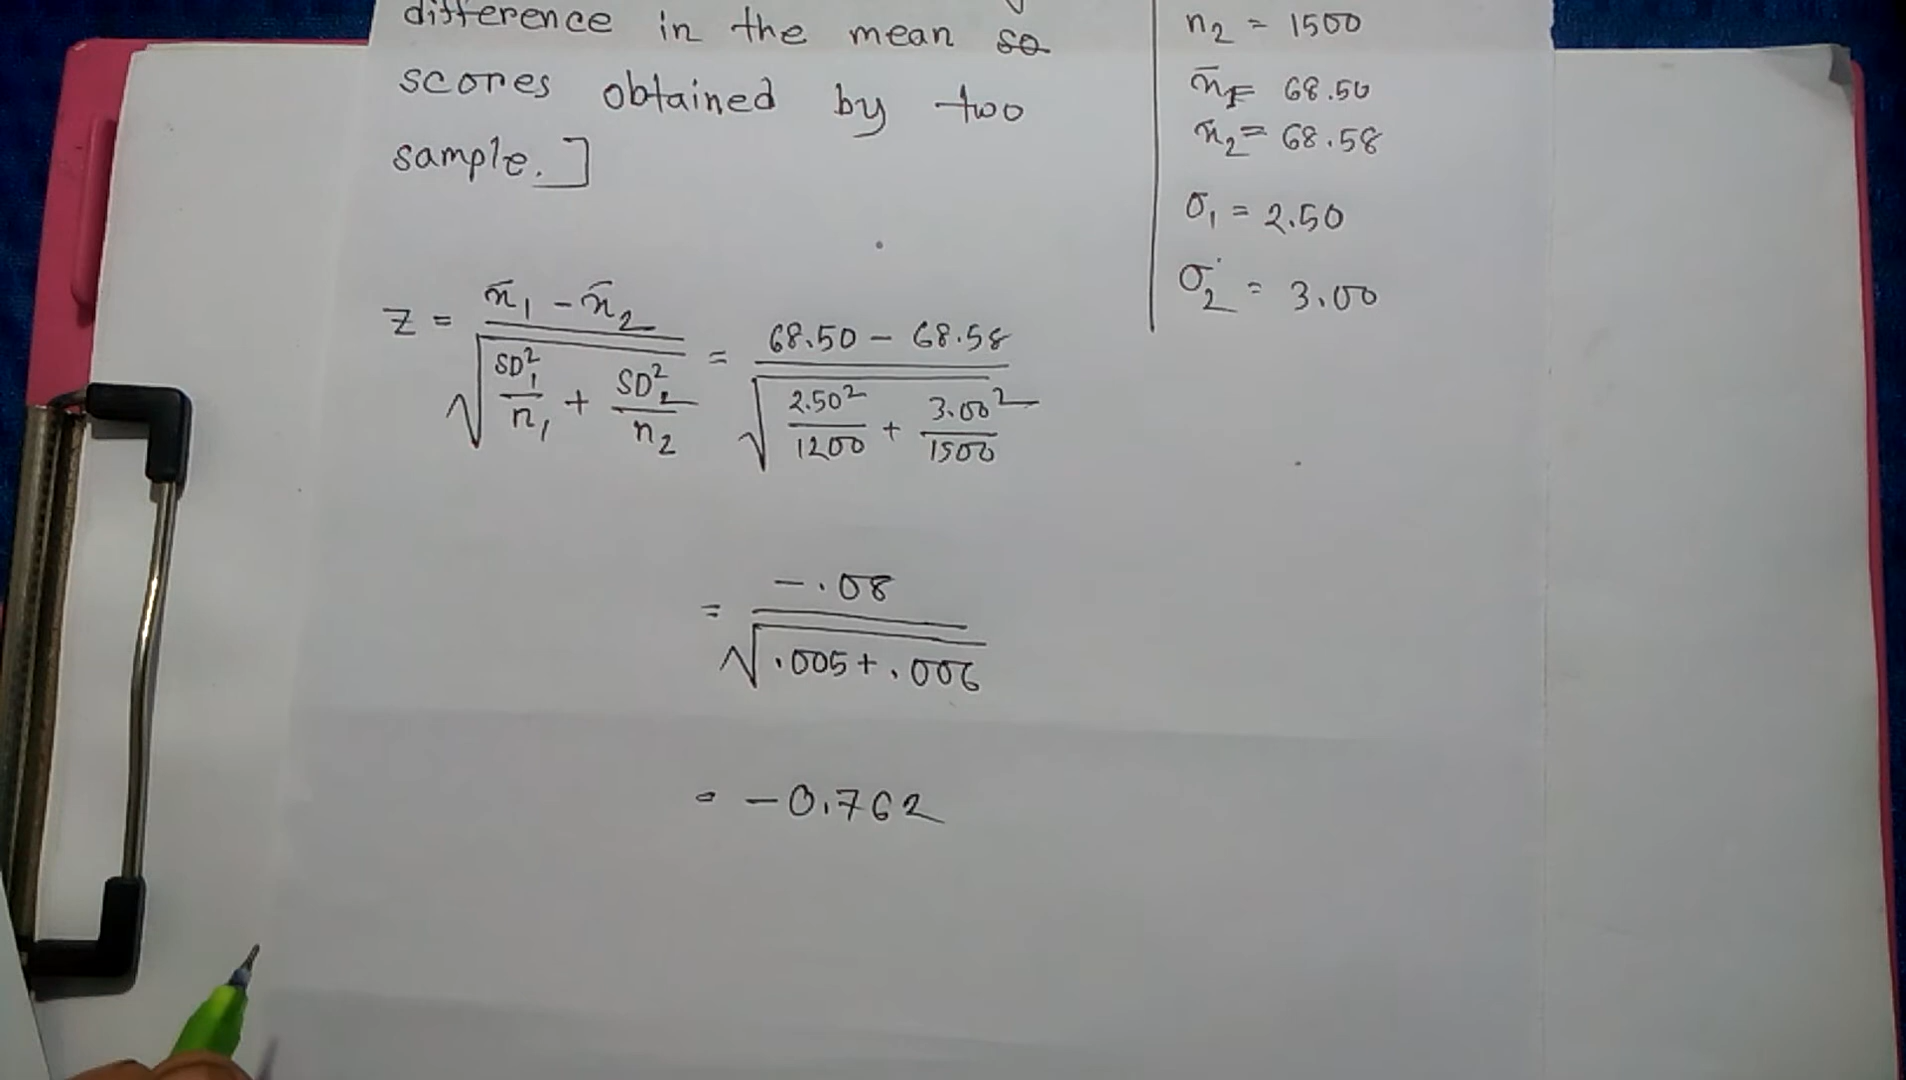 difference in the mean so
scores obtained by two
sample.]
n₂ = 1500
x̄₁ = 68.50
x̄₂ = 68.58
σ₁ = 2.50
σ₂ = 3.00
z = (x̄₁ - x̄₂) / √(SD₁²/n₁ + SD₂²/n₂) = (68.50 - 68.58) / √(2.50²/1200 + 3.00²/1500)
= -.08 / √(.005 + .006)
= -0.762